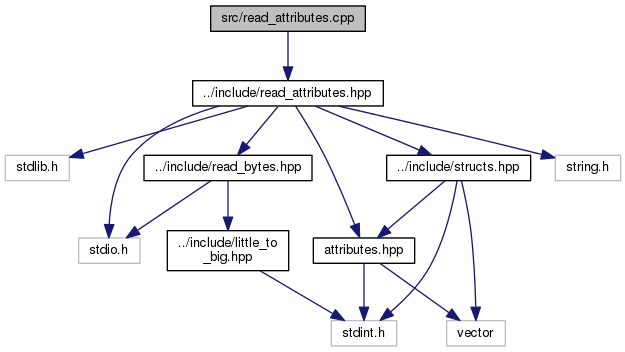 src/read_attributes.cpp
../include/read_attributes.hpp
stdlib.h
../include/read_bytes.hpp
../include/structs.hpp
string.h
stdio.h
../include/little_to
_big.hpp
attributes.hpp
stdint.h
vector